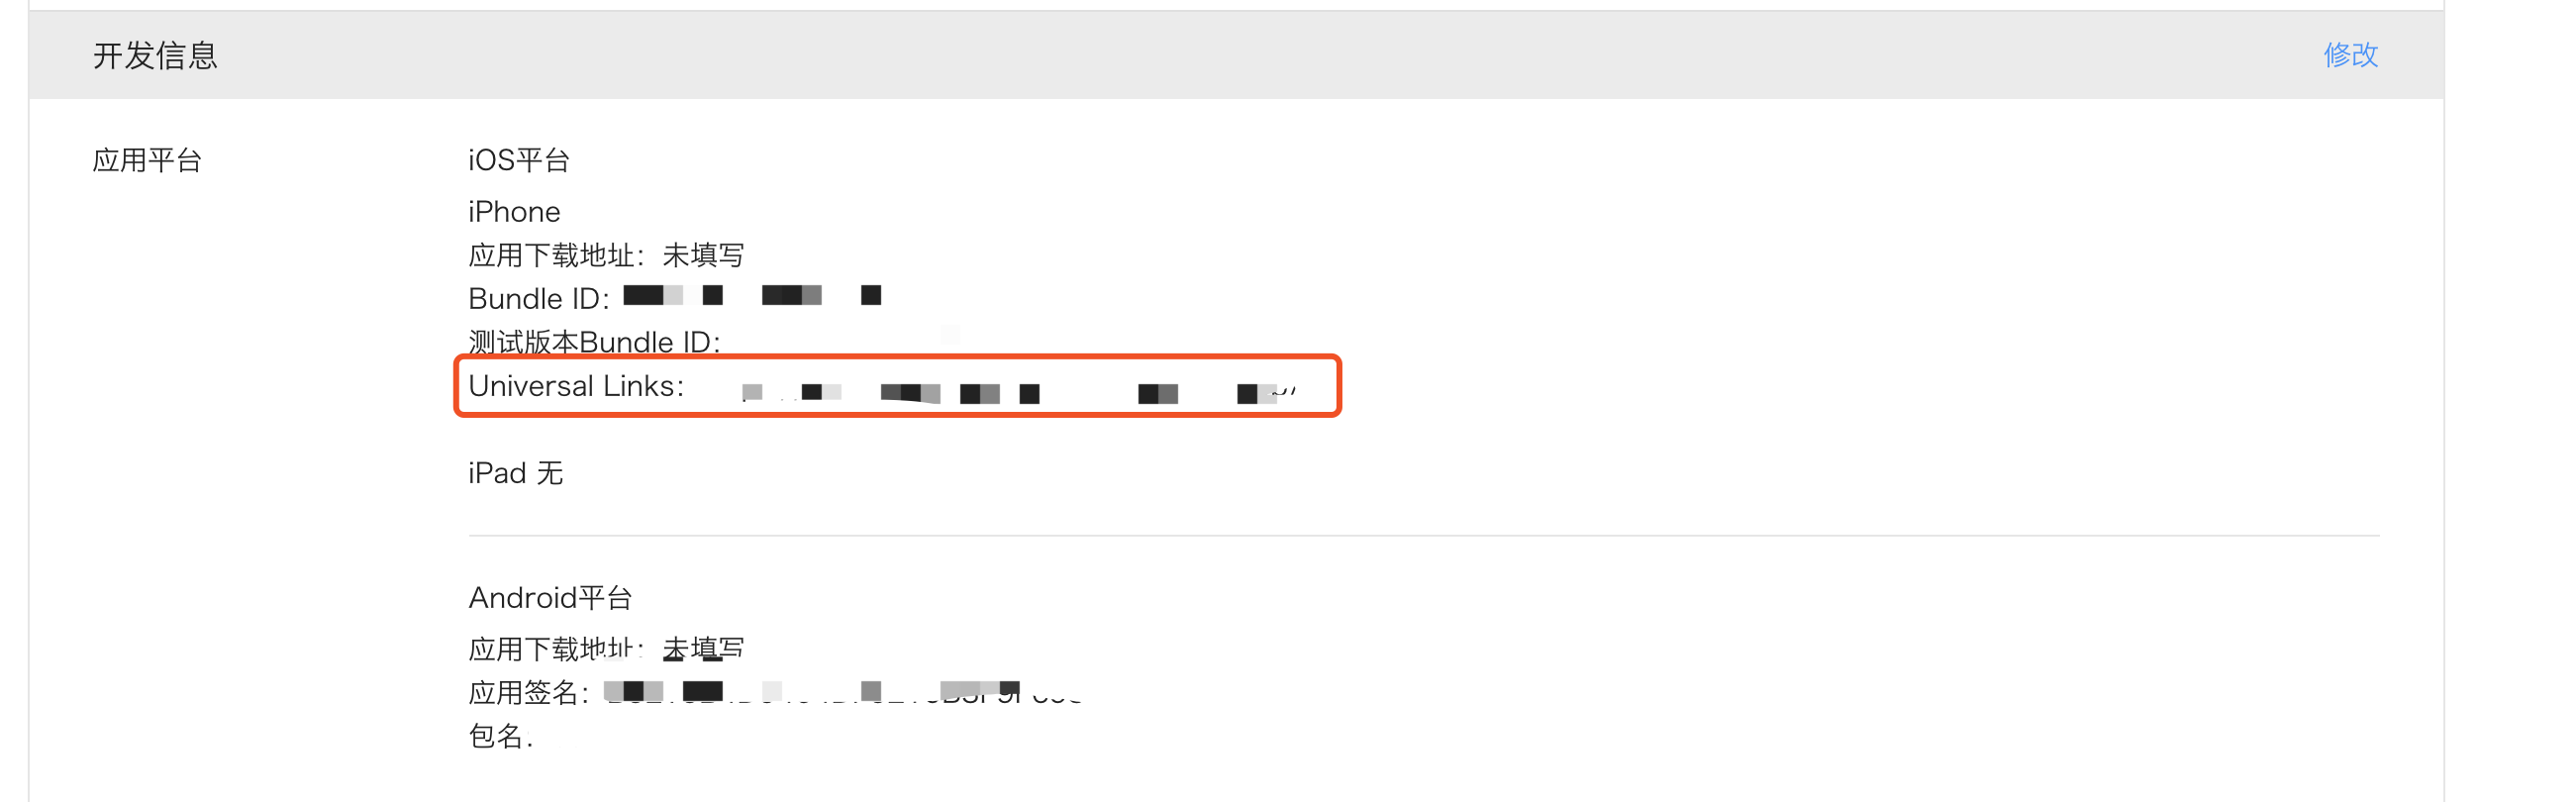 开发信息
修改
应用平台
iOS平台
iPhone
应用下载地址：未填写
Bundle ID：
测试版本Bundle ID：
Universal Links：
iPad 无
Android平台
应用下载地址：未填写
应用签名：
包名：